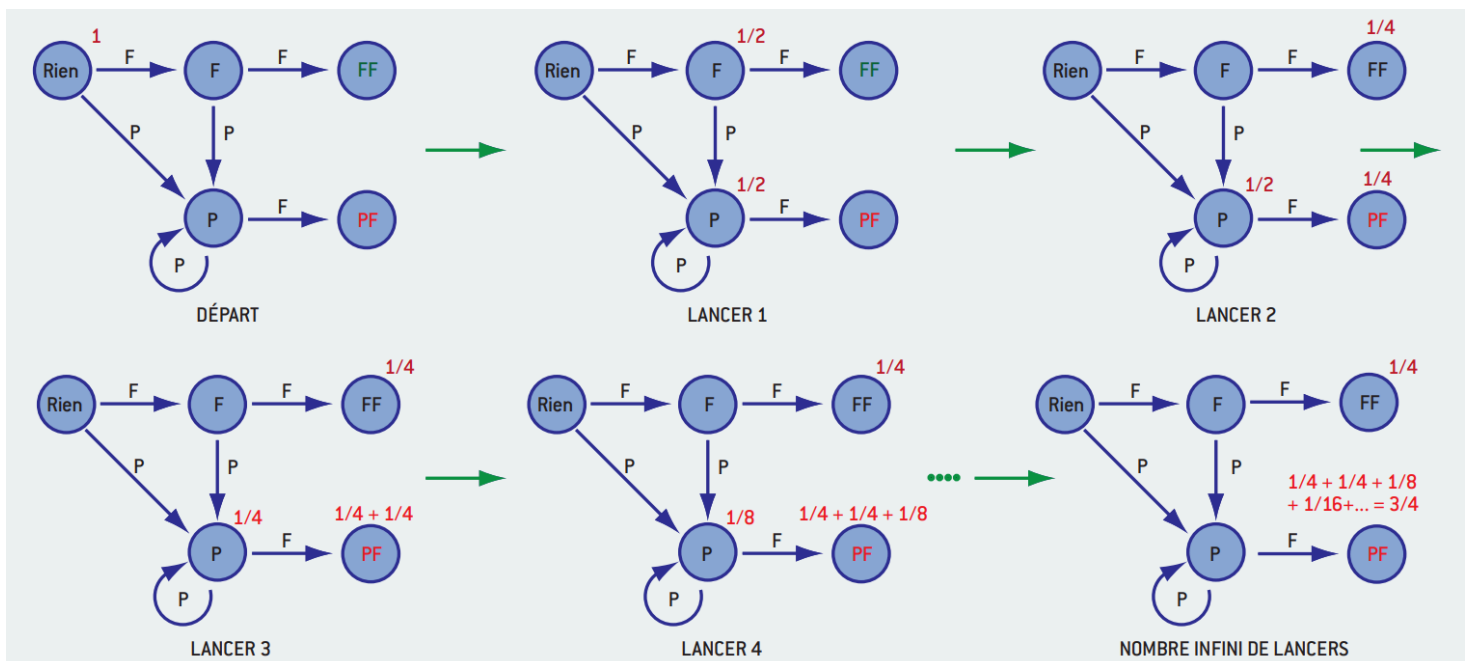 1
Rien
F
F
F
FF
P
P
P
F
PF
P
DÉPART
Rien
F
1/2
F
F
FF
P
P
1/2
P
F
PF
P
LANCER 1
Rien
F
F
F
1/4
FF
P
P
1/2
P
F
1/4
PF
P
LANCER 2
Rien
F
F
F
1/4
FF
P
P
1/4
P
F
1/4 + 1/4
PF
P
LANCER 3
Rien
F
F
F
1/4
FF
P
P
1/8
P
F
1/4 + 1/4 + 1/8
PF
P
LANCER 4
Rien
F
F
F
1/4
FF
P
P
1/4 + 1/4 + 1/8
+ 1/16+... = 3/4
P
F
PF
P
NOMBRE INFINI DE LANCERS